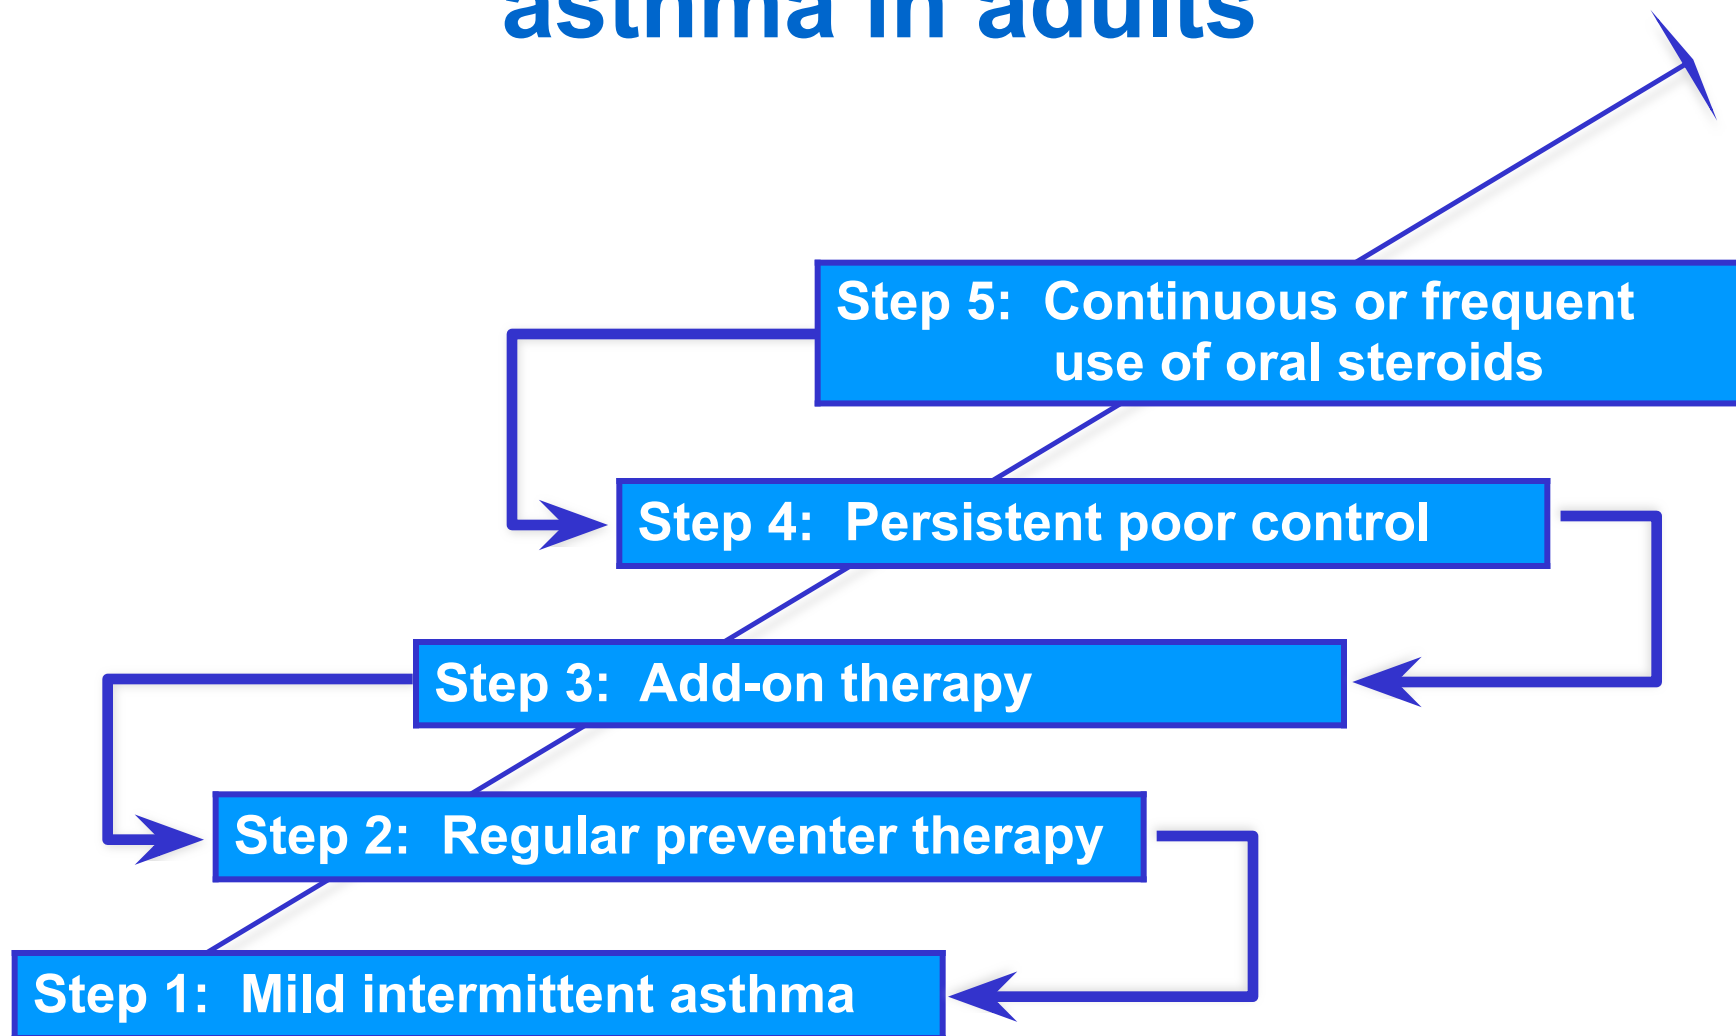 asthma in adults
Step 5: Continuous or frequent
use of oral steroids
Step 4: Persistent poor control
Step 3: Add-on therapy
Step 2: Regular preventer therapy
Step 1: Mild intermittent asthma